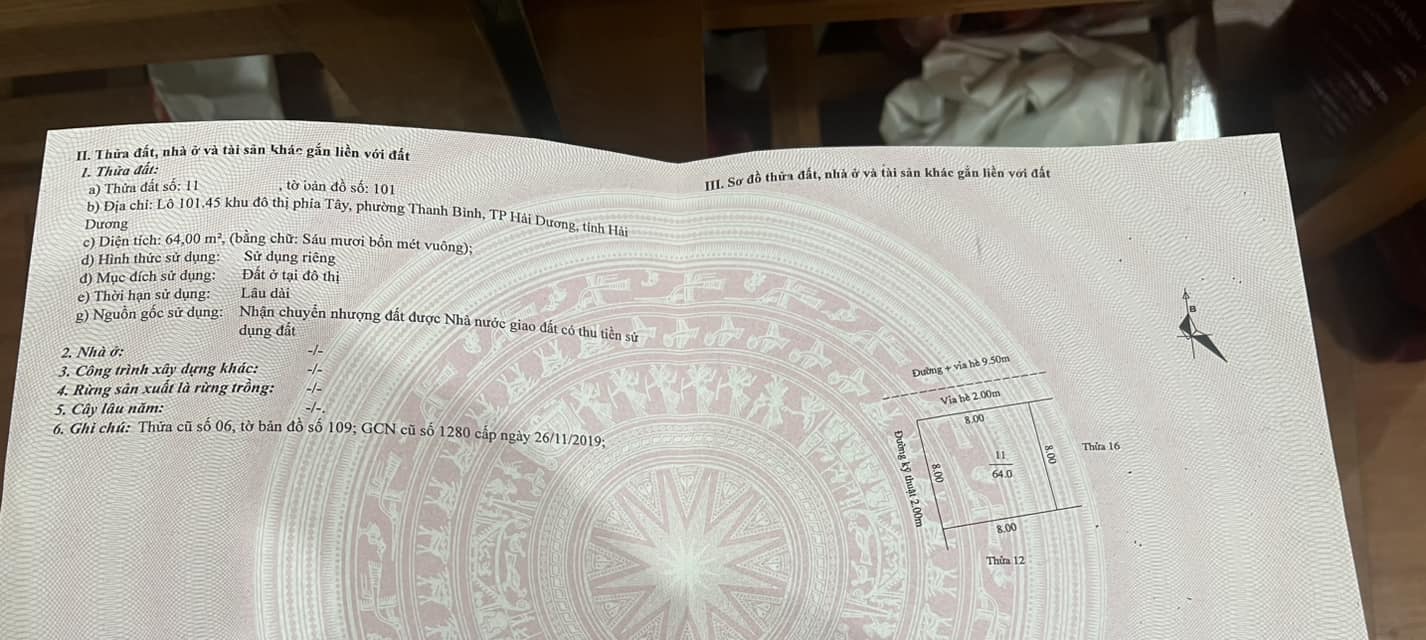 II. Thửa đất, nhà ở và tài sản khác gắn liền với đất
1. Thửa đất:
a) Thửa đất số: 11 , tờ bản đồ số: 101
b) Địa chỉ: Lô 101.45 khu đô thị phía Tây, phường Thanh Bình, TP Hải Dương, tỉnh Hải
Dương
c) Diện tích: 64,00 m², (bằng chữ: Sáu mươi bốn mét vuông);
d) Hình thức sử dụng: Sử dụng riêng
đ) Mục đích sử dụng: Đất ở tại đô thị
e) Thời hạn sử dụng: Lâu dài
g) Nguồn gốc sử dụng: Nhận chuyển nhượng đất được Nhà nước giao đất có thu tiền sử
dụng đất
2. Nhà ở: -/-
3. Công trình xây dựng khác: -/-
4. Rừng sản xuất là rừng trồng: -/-
5. Cây lâu năm: -/-.
6. Ghi chú: Thửa cũ số 06, tờ bản đồ số 109; GCN cũ số 1280 cấp ngày 26/11/2019;
III. Sơ đồ thửa đất, nhà ở và tài sản khác gắn liền với đất
B
Đường + vỉa hè 9.50m
Vỉa hè 2.00m
8.00
Đường kỹ thuật 2.00m
8.00
11
64.0
8.00
Thửa 16
8.00
Thửa 12